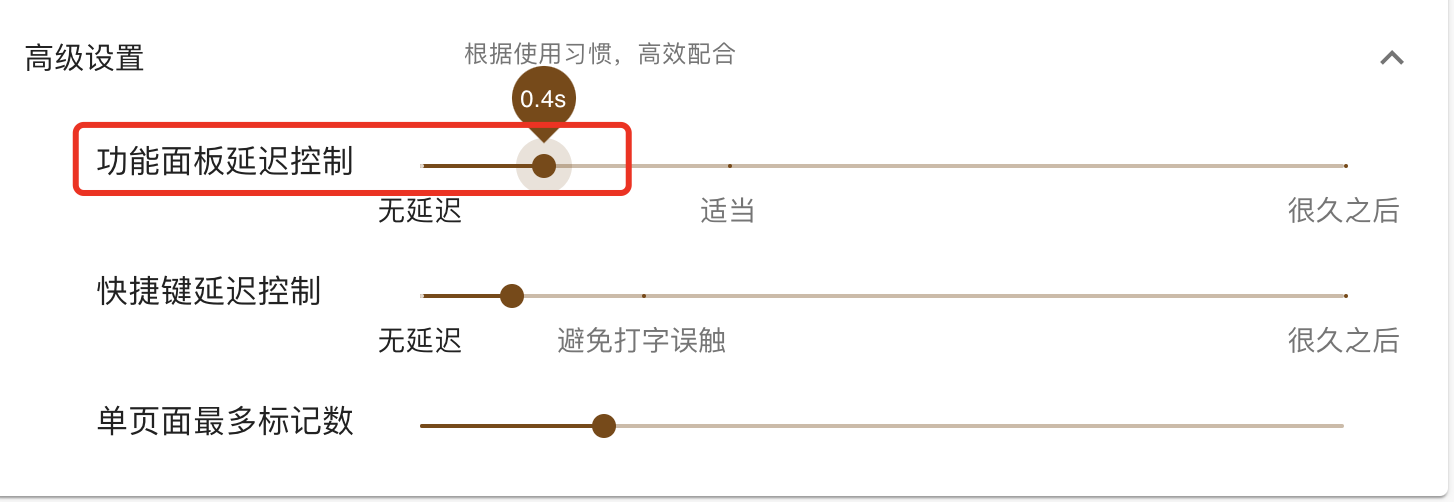 高级设置
根据使用习惯，高效配合
0.4s
功能面板延迟控制
无延迟 适当 很久之后
快捷键延迟控制
无延迟 避免打字误触 很久之后
单页面最多标记数